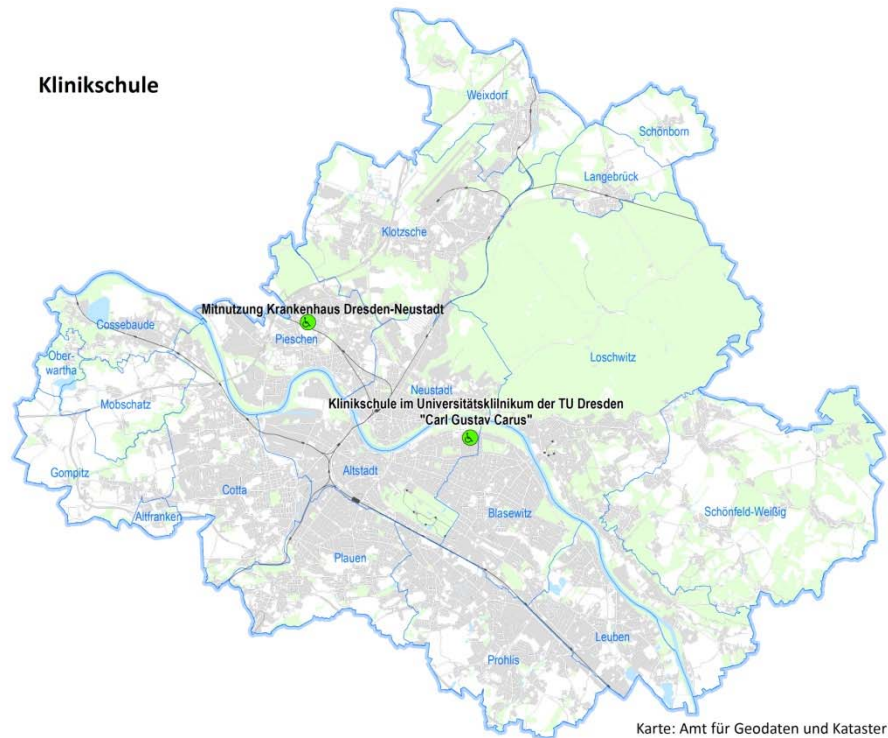 Klinikschule
Weixdorf
Schönborn
Langebrück
Klotzsche
Mitnutzung Krankenhaus Dresden-Neustadt
Cossebaude
Pieschen
Ober-
wartha
Loschwitz
Mobschatz
Neustadt
Klinikschule im Universitätsklilnikum der TU Dresden
"Carl Gustav Carus"
Gompitz
Altstadt
Cotta
Altfranken
Blasewitz
Schönfeld-Weißig
Plauen
Leuben
Prohlis
Karte: Amt für Geodaten und Kataster